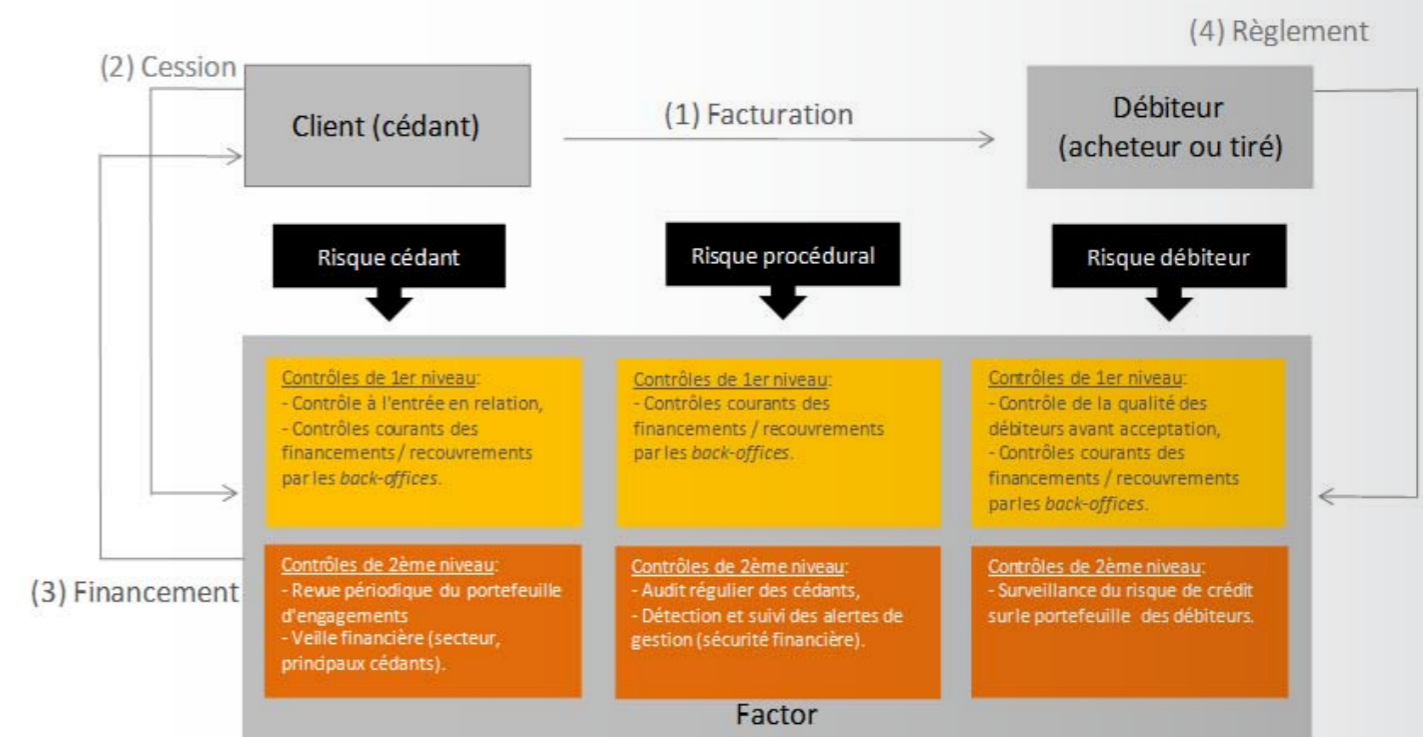 (4) Règlement
(2) Cession
Client (cédant)
(1) Facturation
Débiteur
(acheteur ou tiré)
Risque cédant
Risque procédural
Risque débiteur
Contrôles de 1er niveau:
- Contrôle à l'entrée en relation,
- Contrôles courants des
financements / recouvrements
par les back-offices.
Contrôles de 1er niveau:
- Contrôles courants des
financements / recouvrements
par les back-offices.
Contrôles de 1er niveau:
- Contrôle de la qualité des
débiteurs avant acceptation,
- Contrôles courants des
financements / recouvrements
par les back-offices.
(3) Financement
Contrôles de 2ème niveau:
- Revue périodique du portefeuille
d'engagements
- Veille financière (secteur,
principaux cédants).
Contrôles de 2ème niveau:
- Audit régulier des cédants,
- Détection et suivi des alertes de
gestion (sécurité financière).
Contrôles de 2ème niveau:
- Surveillance du risque de crédit
sur le portefeuille des débiteurs.
Factor